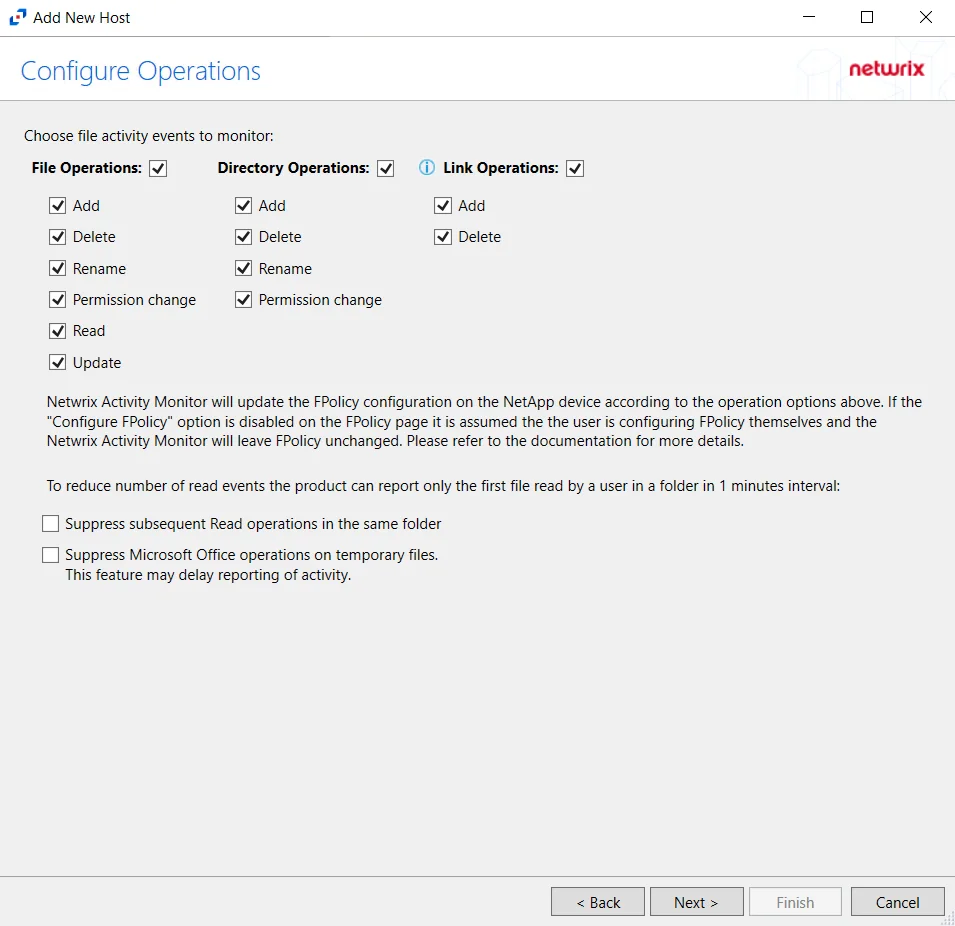 Add New Host
Configure Operations
netwrix
Choose file activity events to monitor:
File Operations: Directory Operations: Link Operations:
Add Add Add
Delete Delete Delete
Rename Rename
Permission change Permission change
Read
Update
Netwrix Activity Monitor will update the FPolicy configuration on the NetApp device according to the operation options above. If the
"Configure FPolicy" option is disabled on the FPolicy page it is assumed the the user is configuring FPolicy themselves and the
Netwrix Activity Monitor will leave FPolicy unchanged. Please refer to the documentation for more details.
To reduce number of read events the product can report only the first file read by a user in a folder in 1 minutes interval:
Suppress subsequent Read operations in the same folder
Suppress Microsoft Office operations on temporary files.
This feature may delay reporting of activity.
< Back Next > Finish Cancel